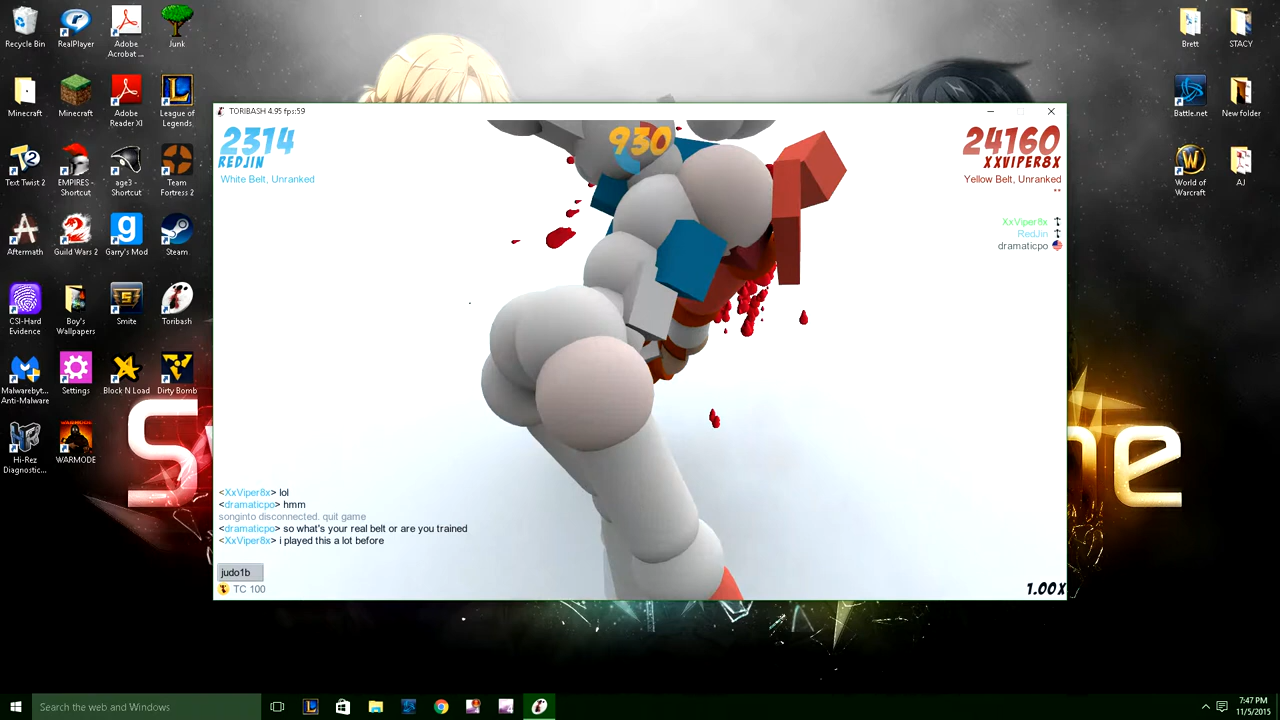 Recycle Bin
RealPlayer
Adobe
Acrobat ...
Junk
Minecraft
Minecraft
Adobe
Reader XI
League of
Legends
Text Twist 2
EMPIRES -
Shortcut
age3 -
Shortcut
Team
Fortress 2
Aftermath
Guild Wars 2
Garry's Mod
Steam
CSI-Hard
Evidence
Boy's
Wallpapers
Smite
Toribash
Malwareby...
Anti-Malware
Settings
Block N Load
Dirty Bomb
Hi-Rez
Diagnostic...
WARMODE
Brett
STACY
Battle.net
New folder
World of
Warcraft
AJ
TORIBASH 4.95 fps:59
2314
REDJIN
White Belt, Unranked
930
24160
XXVIPER8X
Yellow Belt, Unranked
**
XxViper8x
RedJin
dramaticpo
<XxViper8x> lol
<dramaticpo> hmm
songinto disconnected. quit game
<dramaticpo> so what's your real belt or are you trained
<XxViper8x> i played this a lot before
judo1b
TC 100
1.00X
Search the web and Windows
7:47 PM
11/5/2015